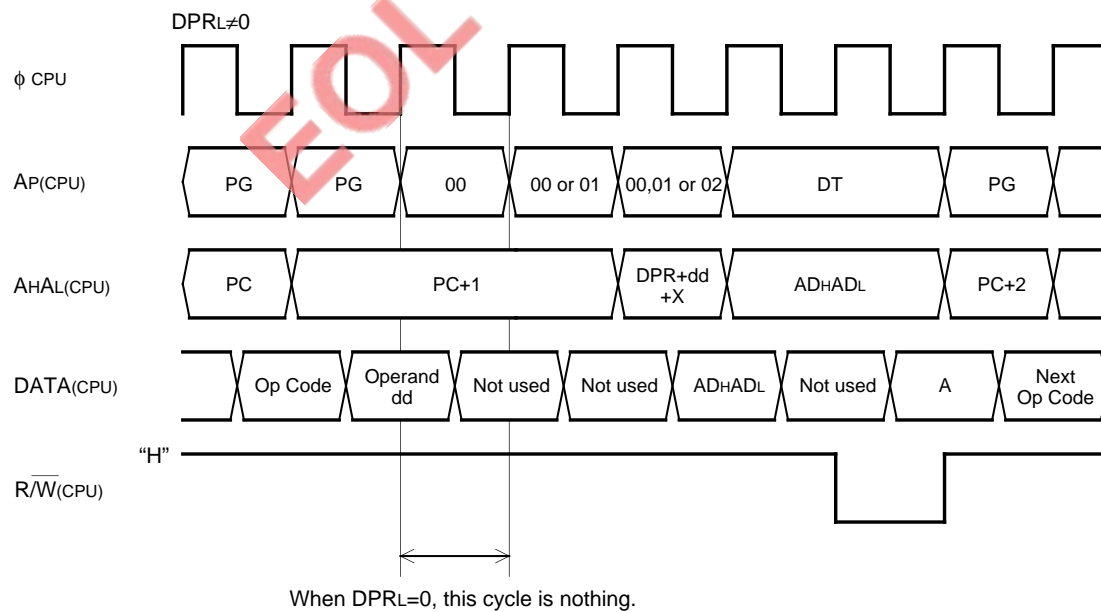 DPRL≠0
ϕ CPU
AP(CPU)
PG
PG
00
00 or 01
00,01 or 02
DT
PG
AHAL(CPU)
PC
PC+1
DPR+dd
+X
ADHADL
PC+2
DATA(CPU)
Op Code
Operand
dd
Not used
Not used
ADHADL
Not used
A
Next
Op Code
“H”
R/W̅(CPU)
When DPRL=0, this cycle is nothing.
EOL